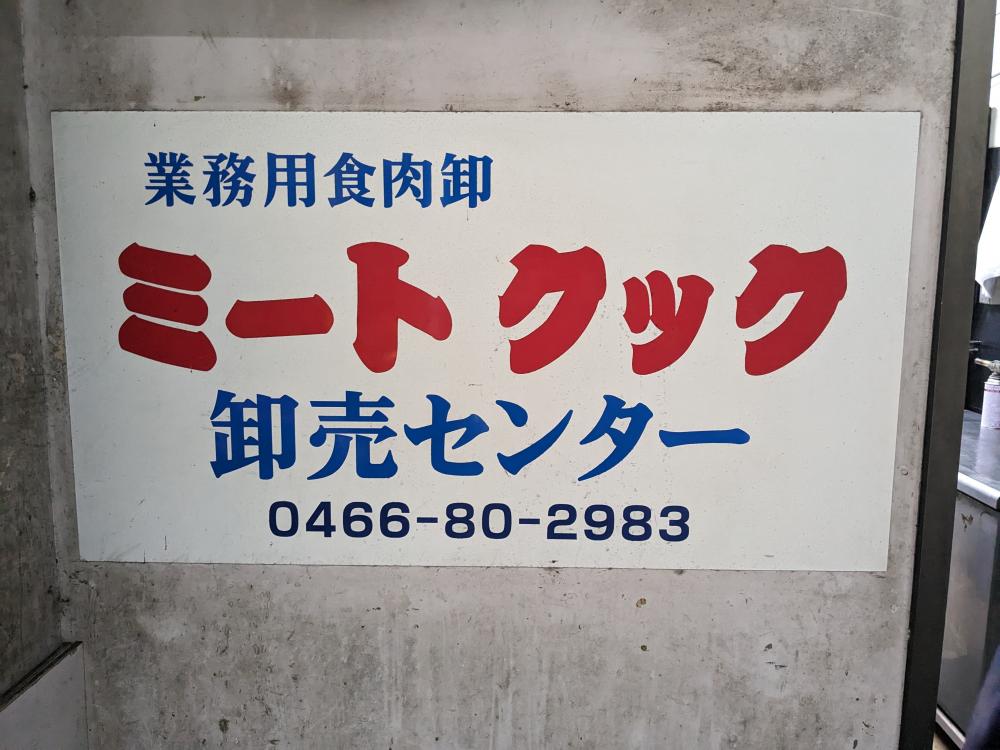 業務用食肉卸
ミートクック
卸売センター
0466-80-2983